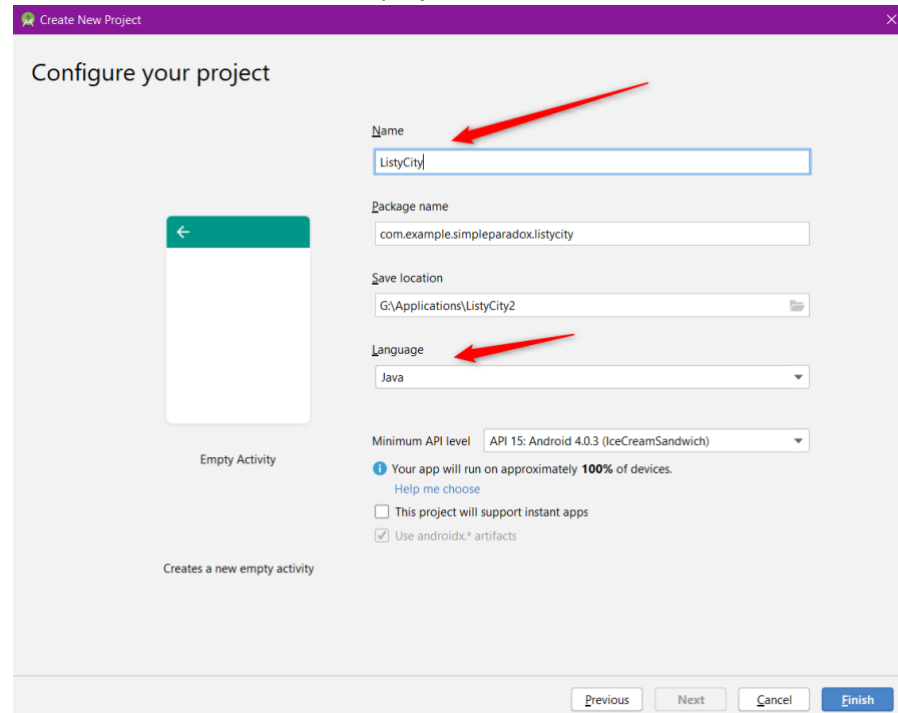 Create New Project
Configure your project
Name
ListyCity
Package name
com.example.simpleparadox.listycity
Save location
G:\Applications\ListyCity2
Language
Java
Minimum API level API 15: Android 4.0.3 (IceCreamSandwich)
Empty Activity
Your app will run on approximately 100% of devices.
Help me choose
This project will support instant apps
Use androidx.* artifacts
Creates a new empty activity
Previous Next Cancel Finish